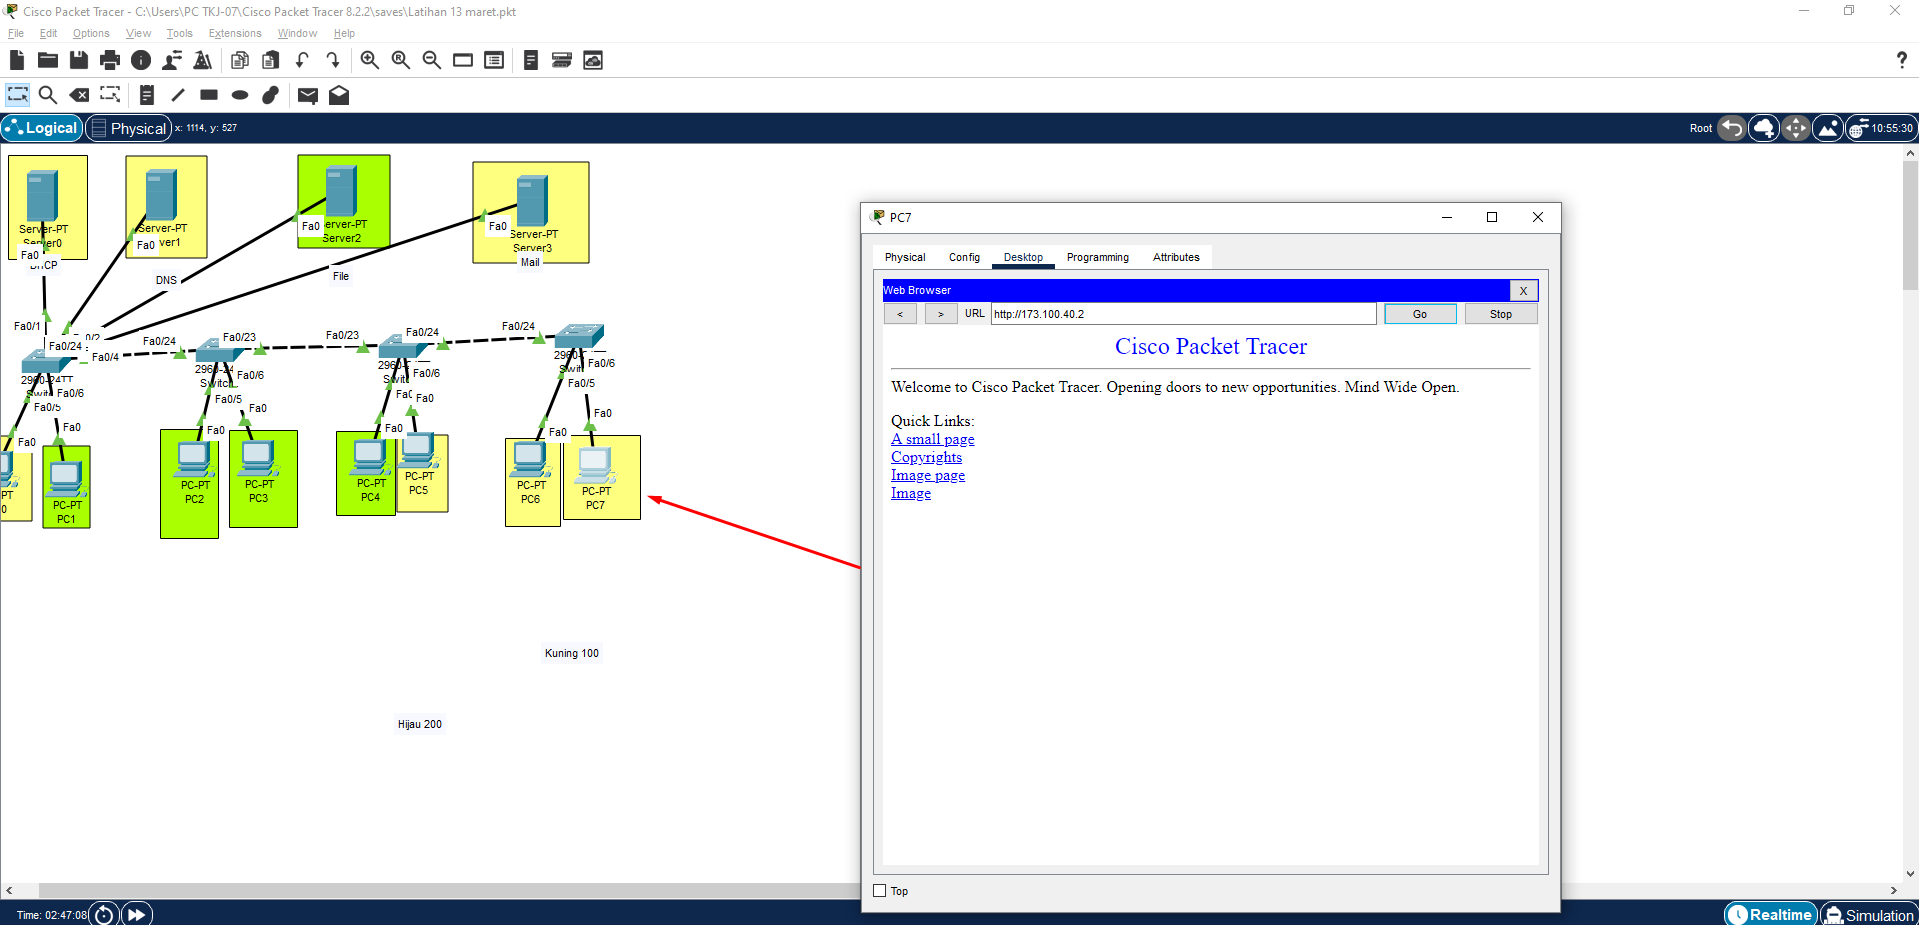 Cisco Packet Tracer - C:\Users\PC TKJ-07\Cisco Packet Tracer 8.2.2\saves\Latihan 13 maret.pkt
File Edit Options View Tools Extensions Window Help
Logical Physical x: 1114, y: 527 Root 10:55:30
Server-PT
Server0
Fa0
DHCP
Server-PT
Fa0
DNS
Fa0
Server2
File
Fa0
Server-PT
Server3
Mail
Fa0/1
Fa0/24
Fa0/4
Fa0/6
Fa0/5
Fa0
Fa0
PC-PT
PC1
Fa0/24
Fa0/23
Fa0/6
Fa0/5
Fa0
Fa0
PC-PT
PC2
PC-PT
PC3
Fa0/23
Fa0/24
Fa0/6
Fa0
Fa0
PC-PT
PC4
PC-PT
PC5
Fa0/24
Fa0/6
Fa0/5
Fa0
Fa0
PC-PT
PC6
PC-PT
PC7
Kuning 100
Hijau 200
PC7
Physical Config Desktop Programming Attributes
Web Browser X
< > URL http://173.100.40.2 Go Stop
Cisco Packet Tracer
Welcome to Cisco Packet Tracer. Opening doors to new opportunities. Mind Wide Open.
Quick Links:
A small page
Copyrights
Image page
Image
Top
Time: 02:47:08 Realtime Simulation